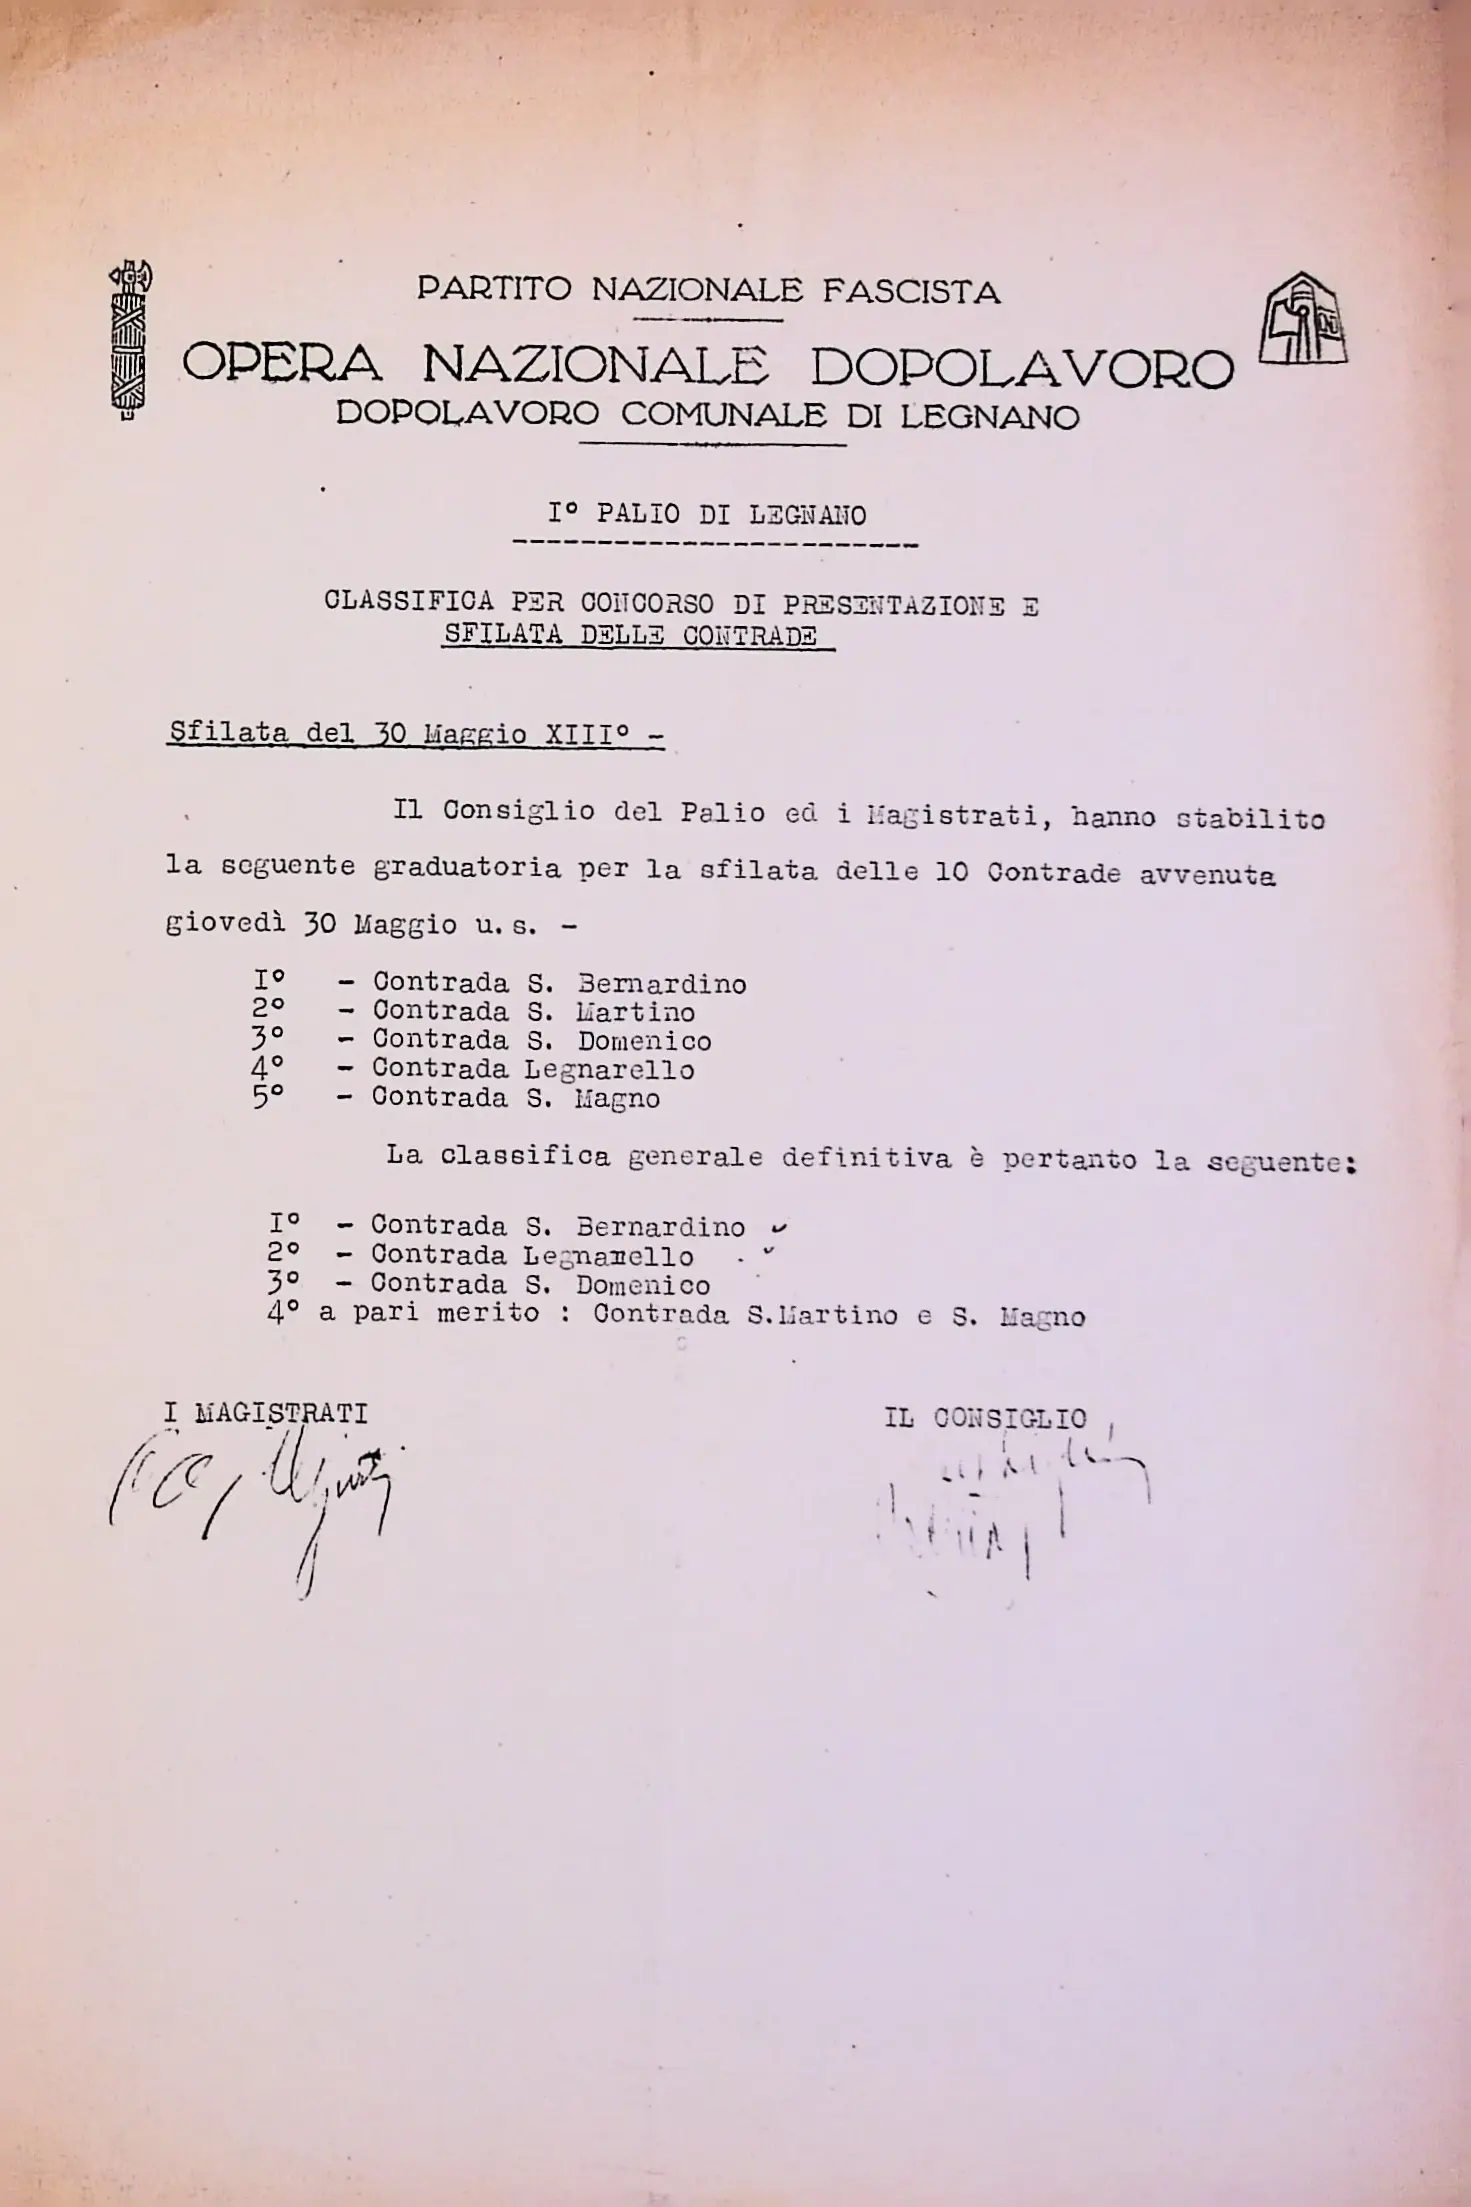 PARTITO NAZIONALE FASCISTA
OPERA NAZIONALE DOPOLAVORO
DOPOLAVORO COMUNALE DI LEGNANO
I° PALIO DI LEGNANO
CLASSIFICA PER CONCORSO DI PRESENTAZIONE E
SFILATA DELLE CONTRADE
Sfilata del 30 Maggio XIII° -
Il Consiglio del Palio ed i Magistrati, hanno stabilito
la seguente graduatoria per la sfilata delle 10 Contrade avvenuta
giovedì 30 Maggio u.s. -
I° - Contrada S. Bernardino
2° - Contrada S. Martino
3° - Contrada S. Domenico
4° - Contrada Legnarello
5° - Contrada S. Magno
La classifica generale definitiva è pertanto la seguente:
I° - Contrada S. Bernardino
2° - Contrada Legnarello
3° - Contrada S. Domenico
4° a pari merito : Contrada S.Martino e S. Magno
I MAGISTRATI
IL CONSIGLIO